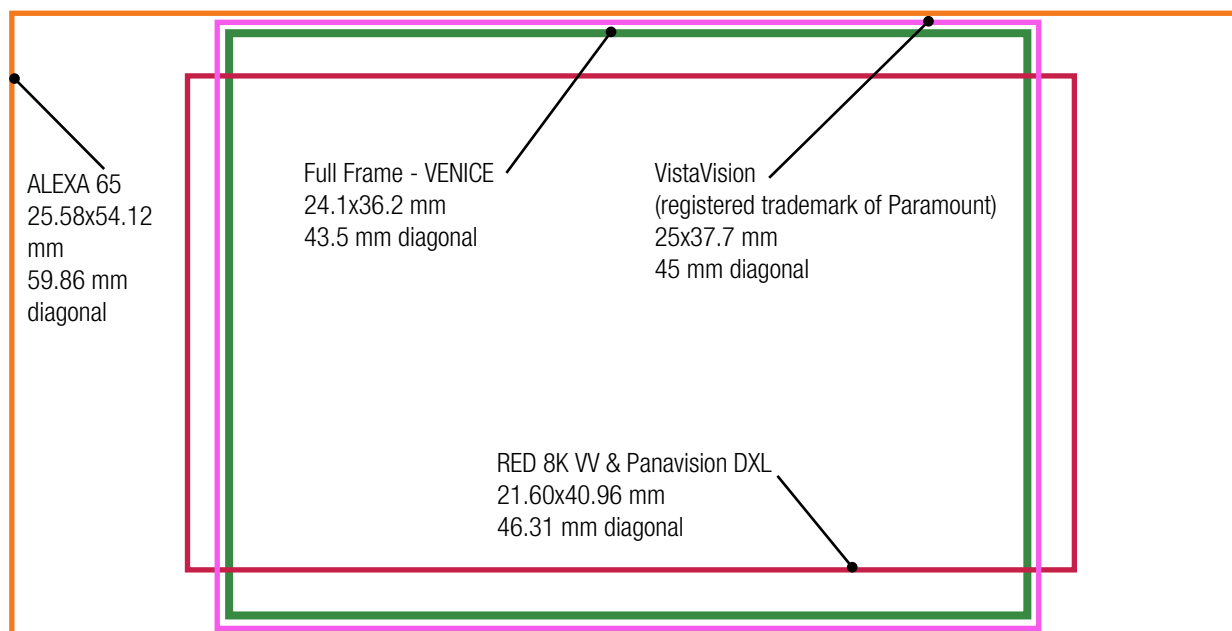 ALEXA 65
25.58x54.12
mm
59.86 mm
diagonal
Full Frame - VENICE
24.1x36.2 mm
43.5 mm diagonal
VistaVision
(registered trademark of Paramount)
25x37.7 mm
45 mm diagonal
RED 8K VV & Panavision DXL
21.60x40.96 mm
46.31 mm diagonal